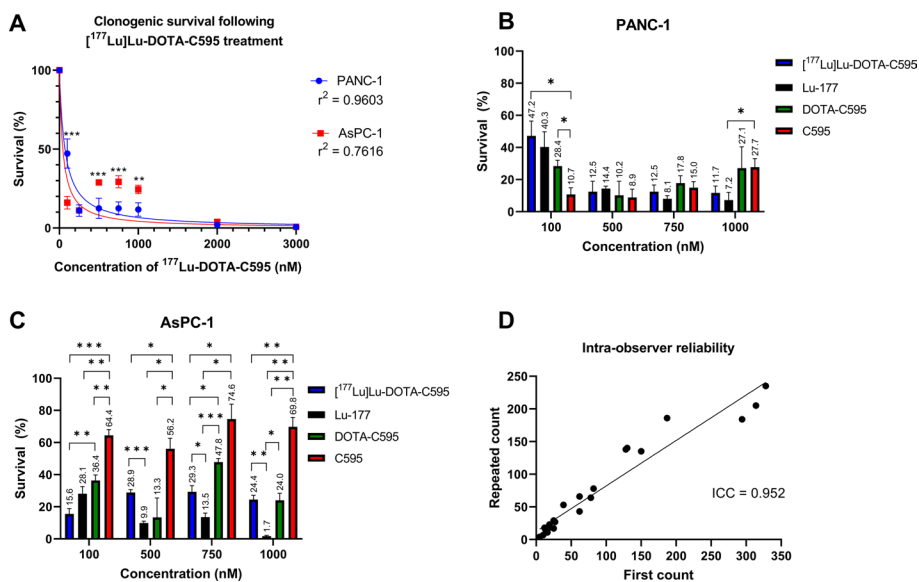 A
Clonogenic survival following
[¹⁷⁷Lu]Lu-DOTA-C595 treatment
100
50
0
0 1000 2000 3000
Survival (%)
Concentration of ¹⁷⁷Lu-DOTA-C595 (nM)
*** *** *** **
PANC-1
r² = 0.9603
AsPC-1
r² = 0.7616
B
PANC-1
100
80
60
40
20
0
Survival (%)
* * *
47.2 40.3 28.4 10.7
12.5 14.4 10.2 8.9
12.5 8.1 17.8 15.0
11.7 7.2 27.1 27.7
100 500 750 1000
Concentration (nM)
[¹⁷⁷Lu]Lu-DOTA-C595
Lu-177
DOTA-C595
C595
C
AsPC-1
100
80
60
40
20
0
Survival (%)
*** * * **
** * * **
** * *** **
** *** * * **
15.6 28.1 36.4 64.4
28.9 9.9 13.3 56.2
29.3 13.5 47.8 74.6
24.4 1.7 24.0 69.8
100 500 750 1000
Concentration (nM)
[¹⁷⁷Lu]Lu-DOTA-C595
Lu-177
DOTA-C595
C595
D
Intra-observer reliability
250
200
150
100
50
0
Repeated count
ICC = 0.952
0 50 100 150 200 250 300 350
First count